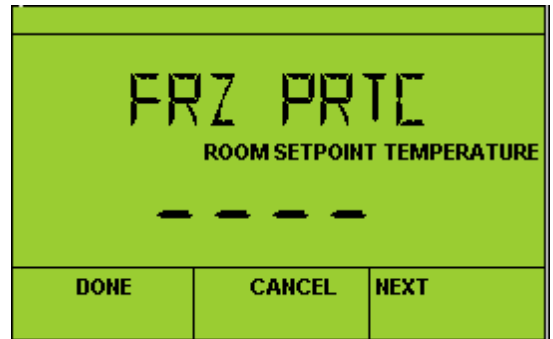 FRZ PRTC
ROOM SETPOINT TEMPERATURE
– – – –
DONE CANCEL NEXT